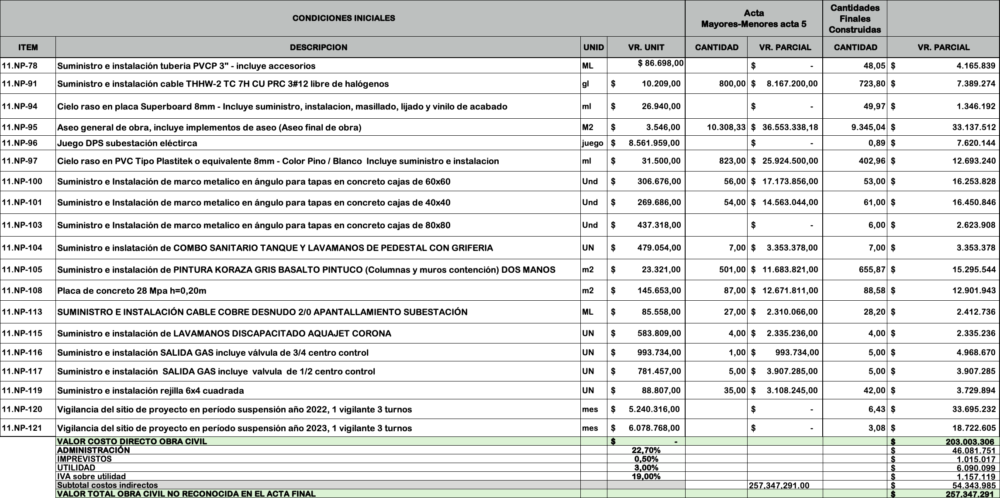 CONDICIONES INICIALES
Acta
Mayores-Menores acta 5
Cantidades
Finales
Construidas
ITEM DESCRIPCION UNID VR. UNIT CANTIDAD VR. PARCIAL CANTIDAD VR. PARCIAL
11.NP-78 Suministro e instalación tuberia PVCP 3" - incluye accesorios ML $ 86.698,00 $ - 48,05 $ 4.165.839
11.NP-91 Suministro e instalación cable THHW-2 TC 7H CU PRC 3#12 libre de halógenos gl $ 10.209,00 800,00 $ 8.167.200,00 723,80 $ 7.389.274
11.NP-94 Cielo raso en placa Superboard 8mm - Incluye suministro, instalacion, masillado, lijado y vinilo de acabado ml $ 26.940,00 $ - 49,97 $ 1.346.192
11.NP-95 Aseo general de obra, incluye implementos de aseo (Aseo final de obra) M2 $ 3.546,00 10.308,33 $ 36.553.338,18 9.345,04 $ 33.137.512
11.NP-96 Juego DPS subestación eléctirca juego $ 8.561.959,00 $ - 0,89 $ 7.620.144
11.NP-97 Cielo raso en PVC Tipo Plastitek o equivalente 8mm - Color Pino / Blanco  Incluye suministro e instalacion ml $ 31.500,00 823,00 $ 25.924.500,00 402,96 $ 12.693.240
11.NP-100 Suministro e Instalación de marco metalico en ángulo para tapas en concreto cajas de 60x60 Und $ 306.676,00 56,00 $ 17.173.856,00 53,00 $ 16.253.828
11.NP-101 Suministro e Instalación de marco metalico en ángulo para tapas en concreto cajas de 40x40 Und $ 269.686,00 54,00 $ 14.563.044,00 61,00 $ 16.450.846
11.NP-103 Suministro e Instalación de marco metalico en ángulo para tapas en concreto cajas de 80x80 Und $ 437.318,00 $ - 6,00 $ 2.623.908
11.NP-104 Suministro e inslatación de COMBO SANITARIO TANQUE Y LAVAMANOS DE PEDESTAL CON GRIFERIA UN $ 479.054,00 7,00 $ 3.353.378,00 7,00 $ 3.353.378
11.NP-105 Suministro e instalación de PINTURA KORAZA GRIS BASALTO PINTUCO (Columnas y muros contención) DOS MANOS m2 $ 23.321,00 501,00 $ 11.683.821,00 655,87 $ 15.295.544
11.NP-108 Placa de concreto 28 Mpa h=0,20m m2 $ 145.653,00 87,00 $ 12.671.811,00 88,58 $ 12.901.943
11.NP-113 SUMINISTRO E INSTALACIÓN CABLE COBRE DESNUDO 2/0 APANTALLAMIENTO SUBESTACIÓN ML $ 85.558,00 27,00 $ 2.310.066,00 28,20 $ 2.412.736
11.NP-115 Suministro e instalación de LAVAMANOS DISCAPACITADO AQUAJET CORONA UN $ 583.809,00 4,00 $ 2.335.236,00 4,00 $ 2.335.236
11.NP-116 Suministro e instalación SALIDA GAS incluye válvula de 3/4 centro control UN $ 993.734,00 1,00 $ 993.734,00 5,00 $ 4.968.670
11.NP-117 Suministro e instalación  SALIDA GAS incluye  valvula  de 1/2 centro control UN $ 781.457,00 5,00 $ 3.907.285,00 5,00 $ 3.907.285
11.NP-119 Suministro e instalación rejilla 6x4 cuadrada UN $ 88.807,00 35,00 $ 3.108.245,00 42,00 $ 3.729.894
11.NP-120 Vigilancia del sitio de proyecto en período suspensión año 2022, 1 vigilante 3 turnos mes $ 5.240.316,00 $ - 6,43 $ 33.695.232
11.NP-121 Vigilancia del sitio de proyecto en período suspensión año 2023, 1 vigilante 3 turnos mes $ 6.078.768,00 $ - 3,08 $ 18.722.605
VALOR COSTO DIRECTO OBRA CIVIL $ - $ 203.003.306
ADMINISTRACIÓN 22,70% $ 46.081.751
IMPREVISTOS 0,50% $ 1.015.017
UTILIDAD 3,00% $ 6.090.099
IVA sobre utilidad 19,00% $ 1.157.119
Subtotal costos indirectos 257,347,291.00 $ 54.343.985
VALOR TOTAL OBRA CIVIL NO RECONOCIDA EN EL ACTA FINAL $ 257.347.291